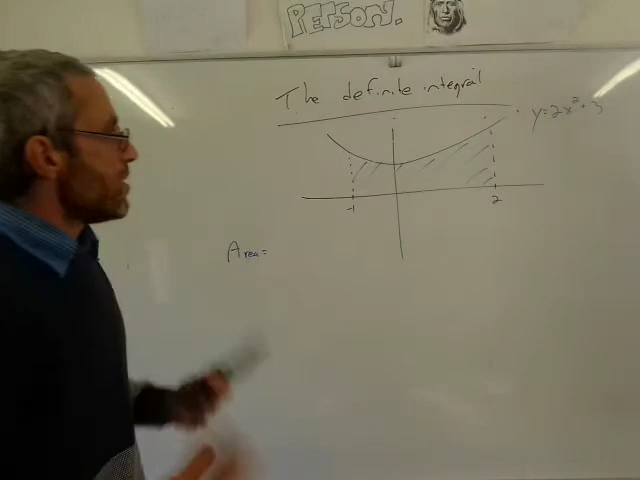 PERSON.
The definite integral
y=2x²+3
-1
2
Area=